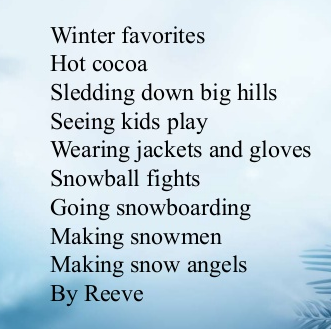 Winter favorites
Hot cocoa
Sledding down big hills
Seeing kids play
Wearing jackets and gloves
Snowball fights
Going snowboarding
Making snowmen
Making snow angels
By Reeve